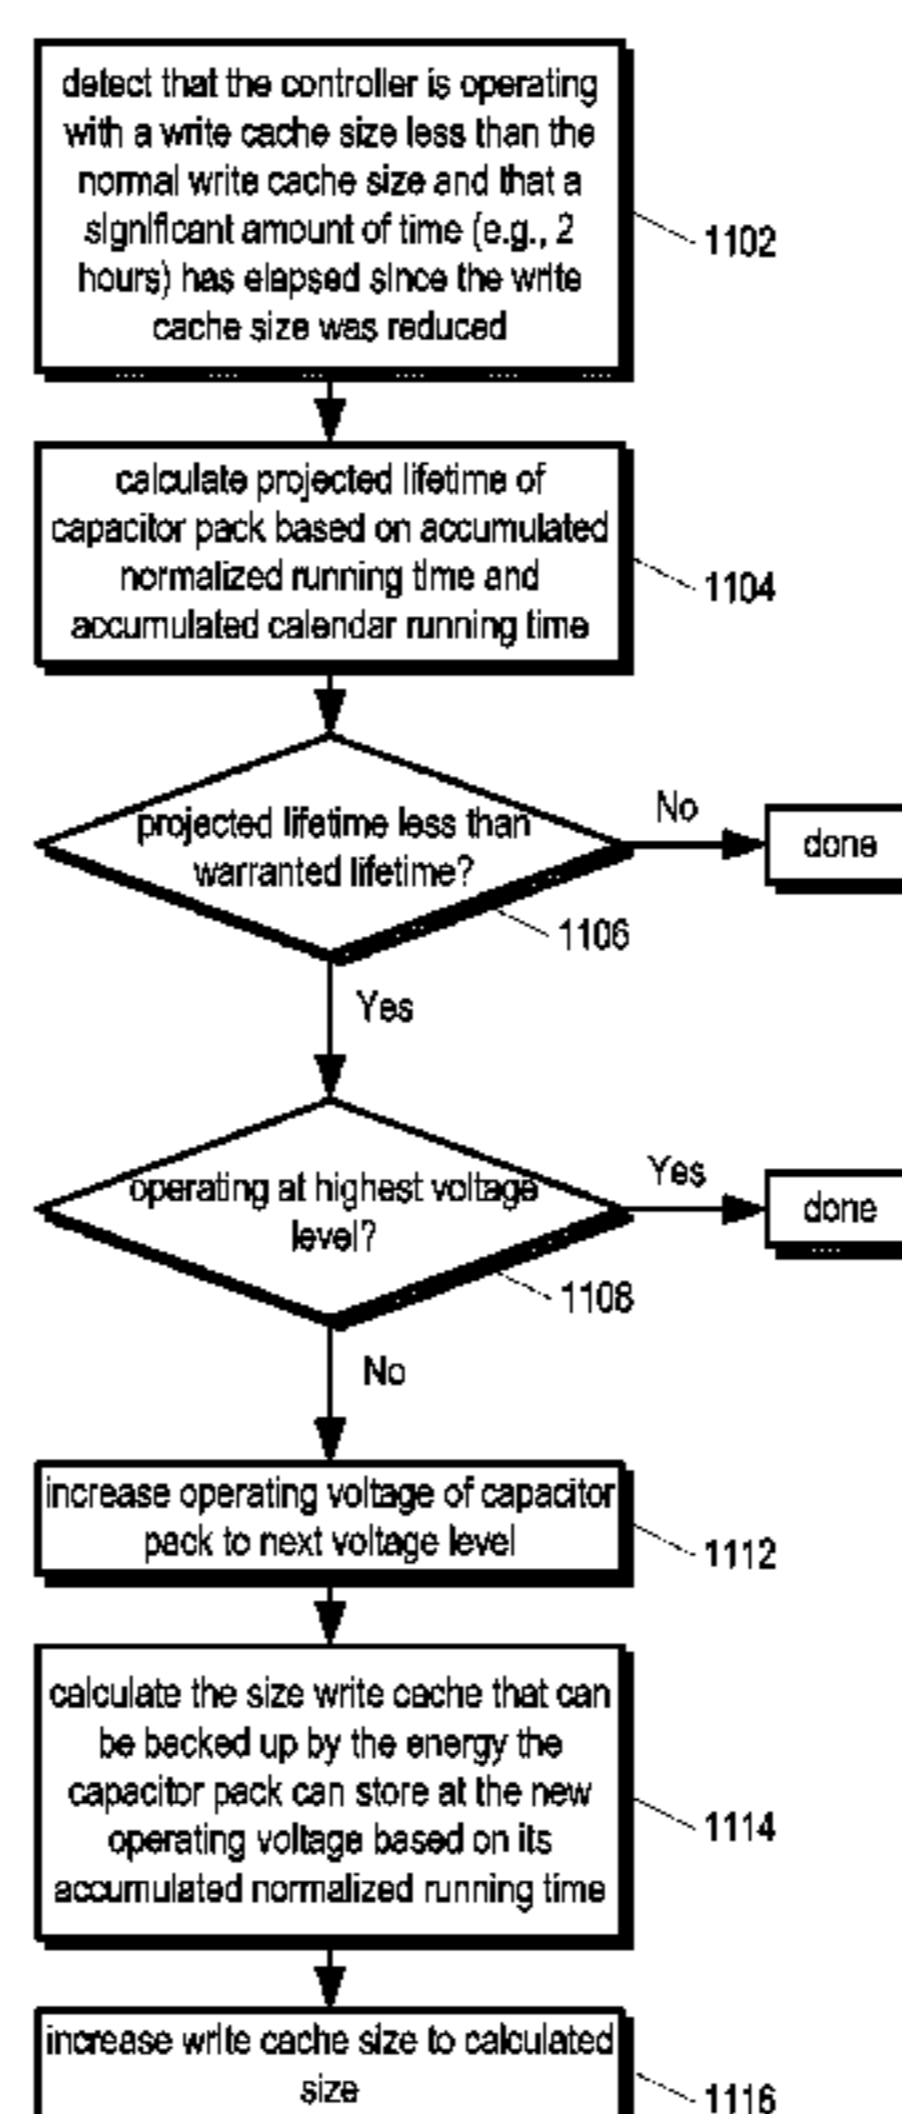 detect that the controller is operating
with a write cache size less than the
normal write cache size and that a
significant amount of time (e.g., 2
hours) has elapsed since the write
cache size was reduced
1102
calculate projected lifetime of
capacitor pack based on accumulated
normalized running time and
accumulated calendar running time
1104
projected lifetime less than
warranted lifetime?
No
done
1106
Yes
operating at highest voltage
level?
Yes
done
1108
No
increase operating voltage of capacitor
pack to next voltage level
1112
calculate the size write cache that can
be backed up by the energy the
capacitor pack can store at the new
operating voltage based on its
accumulated normalized running time
1114
increase write cache size to calculated
size
1116